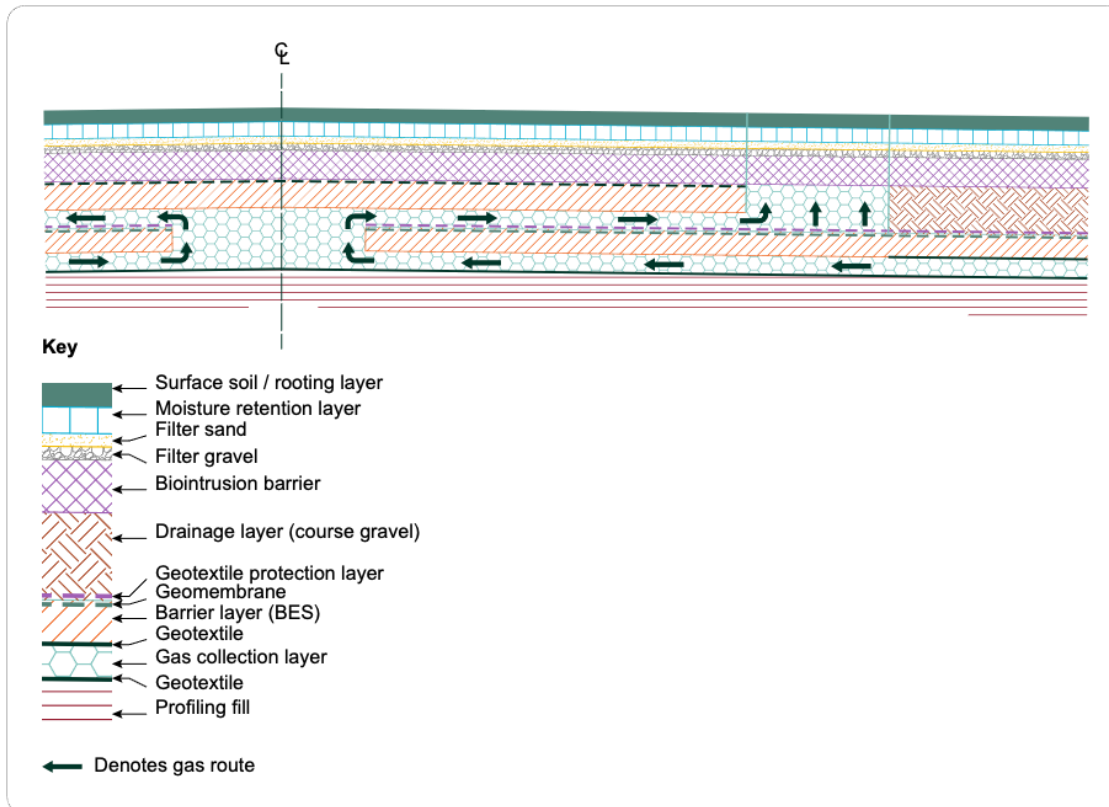 ℄
Key
Surface soil / rooting layer
Moisture retention layer
Filter sand
Filter gravel
Biointrusion barrier
Drainage layer (course gravel)
Geotextile protection layer
Geomembrane
Barrier layer (BES)
Geotextile
Gas collection layer
Geotextile
Profiling fill
Denotes gas route